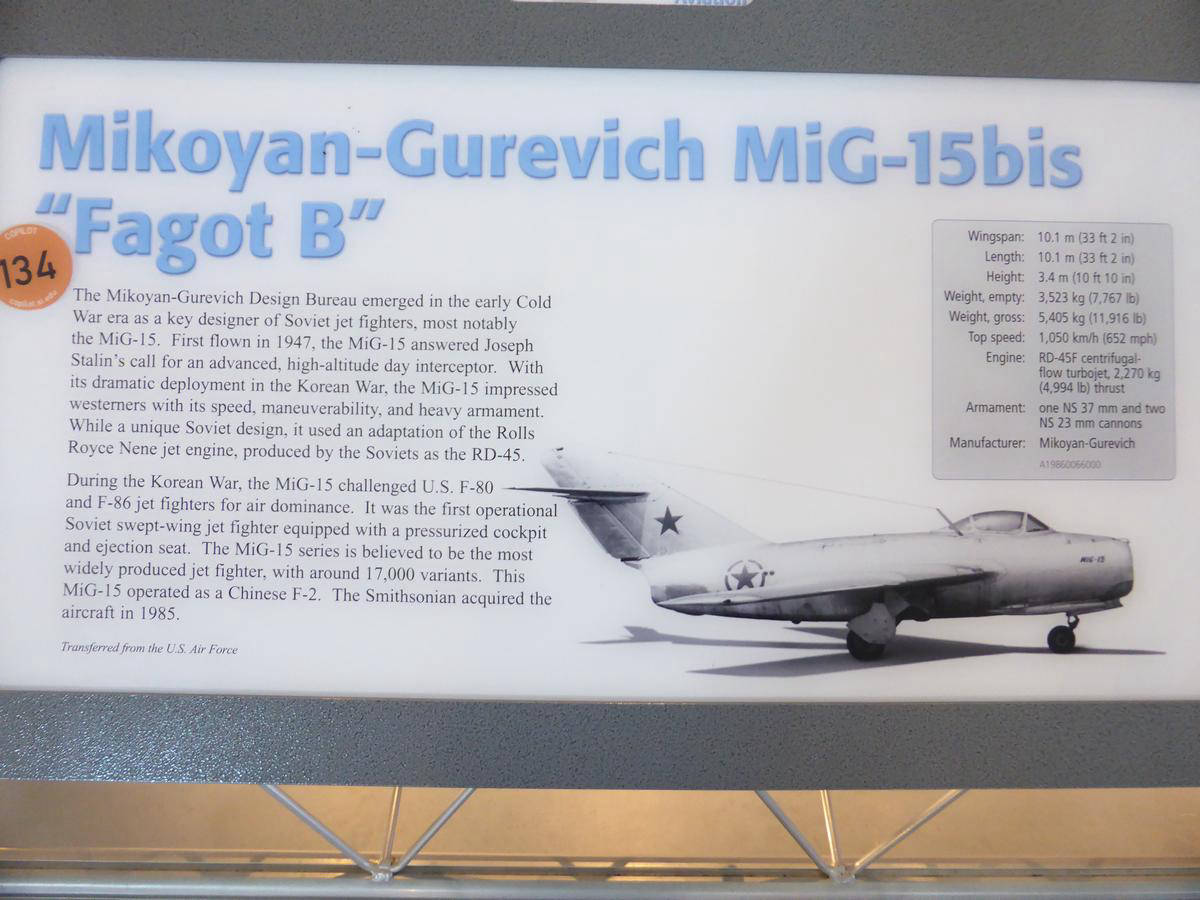 Aviation
Mikoyan-Gurevich MiG-15bis
"Fagot B"
COPILOT
134
copilot.si.edu
The Mikoyan-Gurevich Design Bureau emerged in the early Cold
War era as a key designer of Soviet jet fighters, most notably
the MiG-15. First flown in 1947, the MiG-15 answered Joseph
Stalin's call for an advanced, high-altitude day interceptor. With
its dramatic deployment in the Korean War, the MiG-15 impressed
westerners with its speed, maneuverability, and heavy armament.
While a unique Soviet design, it used an adaptation of the Rolls
Royce Nene jet engine, produced by the Soviets as the RD-45.
During the Korean War, the MiG-15 challenged U.S. F-80
and F-86 jet fighters for air dominance. It was the first operational
Soviet swept-wing jet fighter equipped with a pressurized cockpit
and ejection seat. The MiG-15 series is believed to be the most
widely produced jet fighter, with around 17,000 variants. This
MiG-15 operated as a Chinese F-2. The Smithsonian acquired the
aircraft in 1985.
Transferred from the U.S. Air Force
Wingspan: 10.1 m (33 ft 2 in)
Length: 10.1 m (33 ft 2 in)
Height: 3.4 m (10 ft 10 in)
Weight, empty: 3,523 kg (7,767 lb)
Weight, gross: 5,405 kg (11,916 lb)
Top speed: 1,050 km/h (652 mph)
Engine: RD-45F centrifugal-
flow turbojet, 2,270 kg
(4,994 lb) thrust
Armament: one NS 37 mm and two
NS 23 mm cannons
Manufacturer: Mikoyan-Gurevich
A19860066000
MIG-15